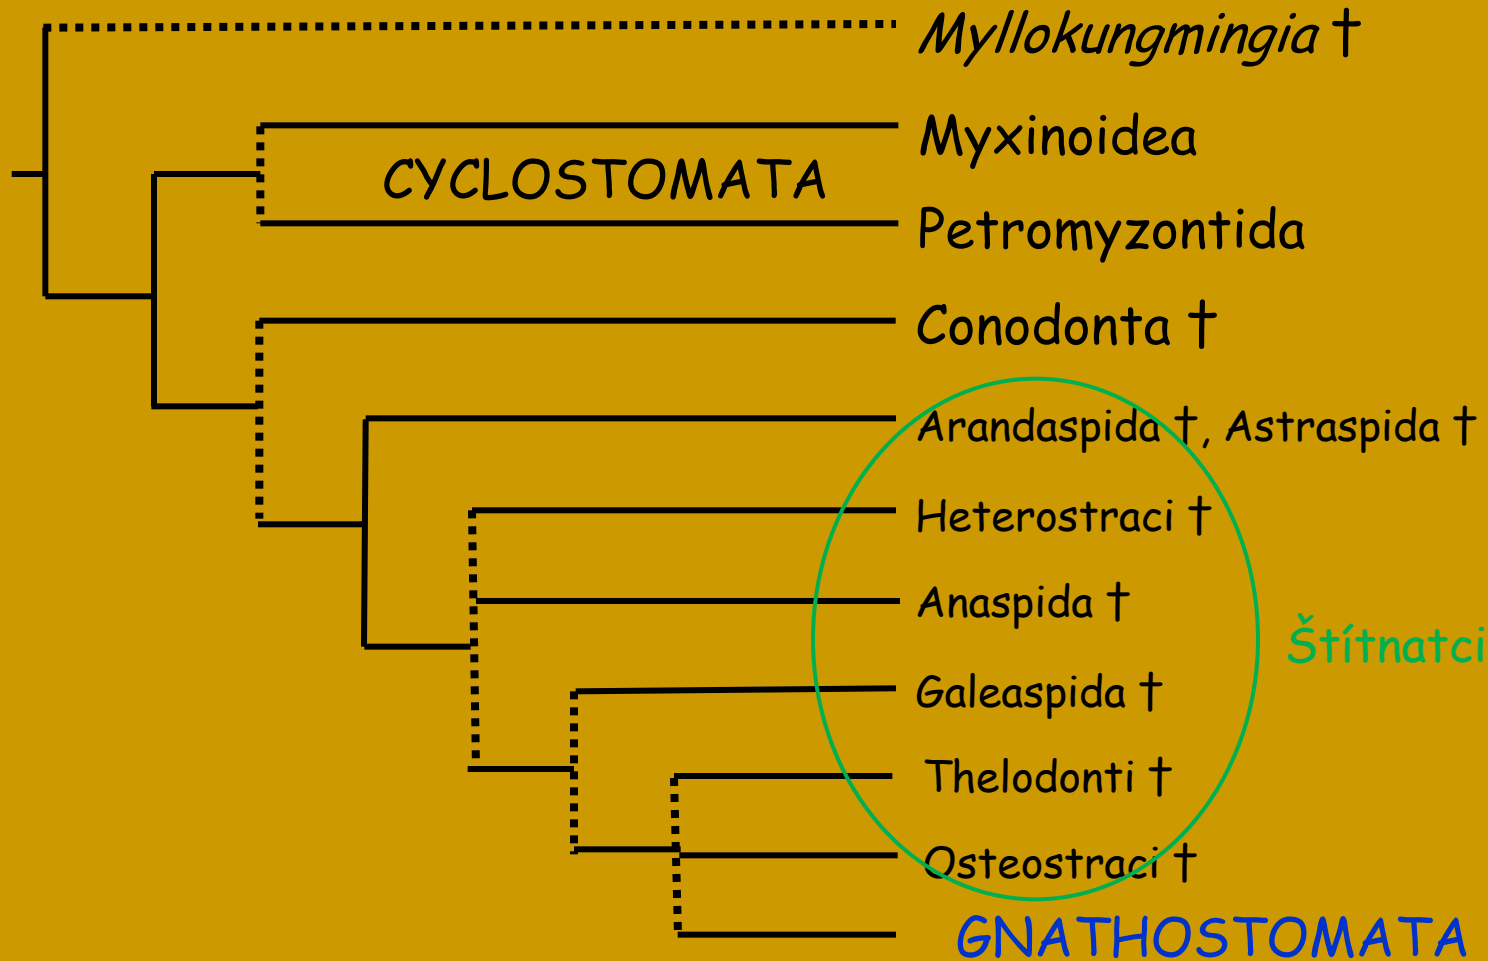 Myllokungmingia †
Myxinoidea
CYCLOSTOMATA
Petromyzontida
Conodonta †
Arandaspida †, Astraspida †
Heterostraci †
Anaspida †
Štítnatci
Galeaspida †
Thelodonti †
Osteostraci †
GNATHOSTOMATA